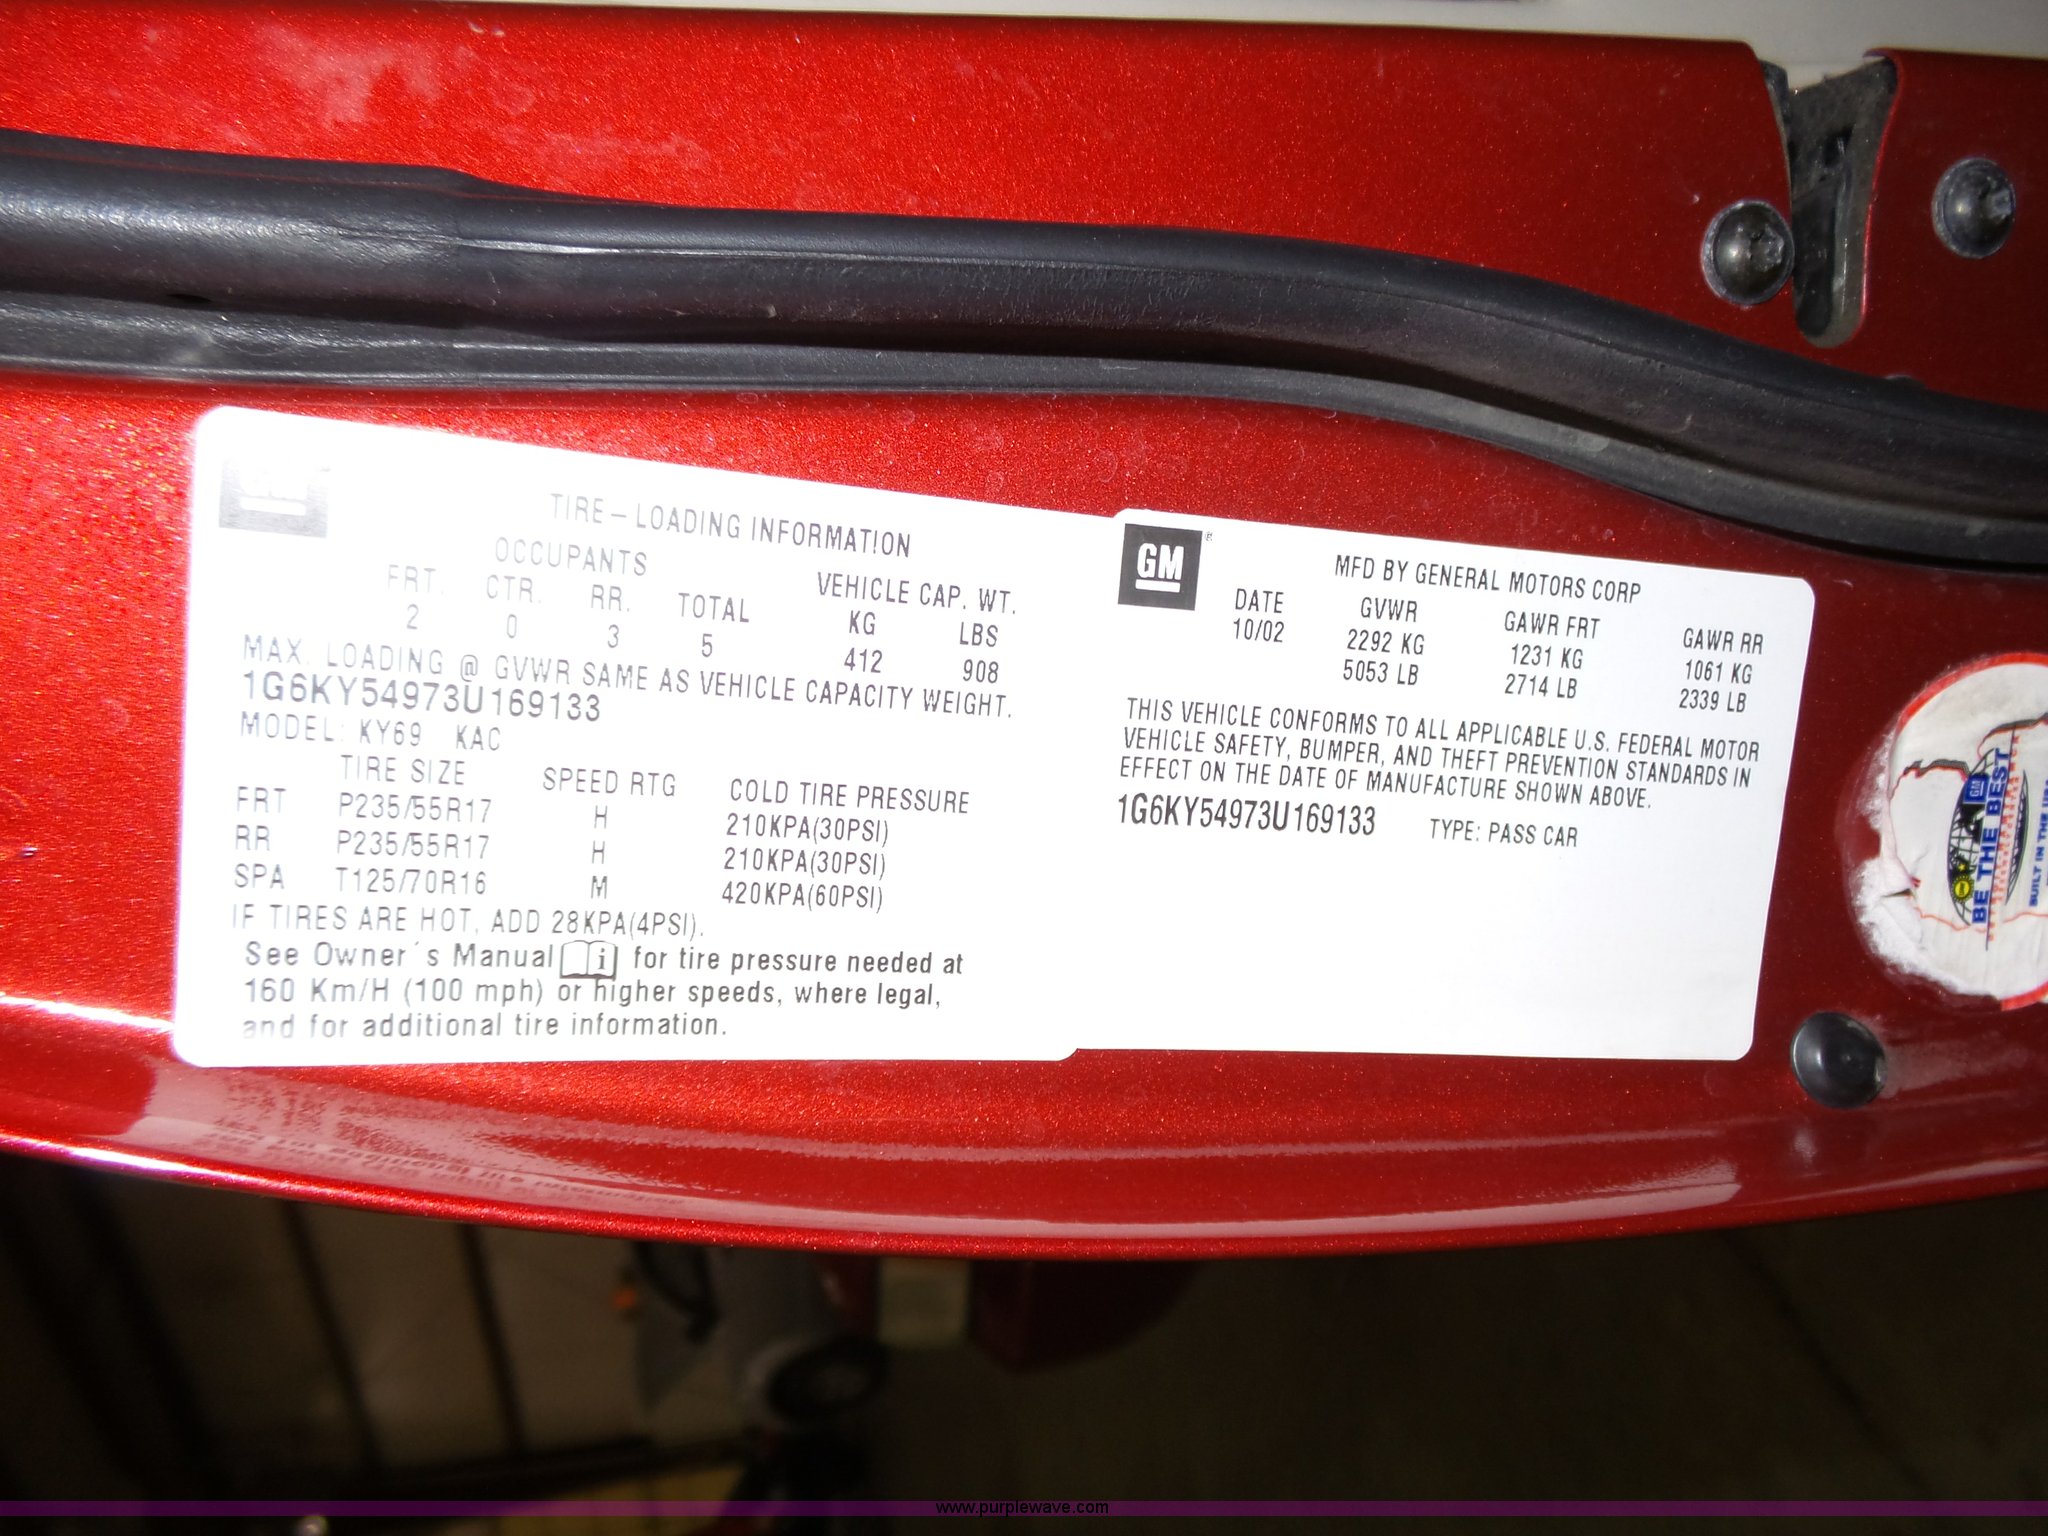 GM
TIRE – LOADING INFORMATION
OCCUPANTS
VEHICLE CAP. WT.
FRT. CTR. RR. TOTAL KG LBS
2 0 3 5 412 908
MAX. LOADING @ GVWR SAME AS VEHICLE CAPACITY WEIGHT.
1G6KY54973U169133
MODEL: KY69 KAC
TIRE SIZE SPEED RTG COLD TIRE PRESSURE
FRT P235/55R17 H 210KPA(30PSI)
RR P235/55R17 H 210KPA(30PSI)
SPA T125/70R16 M 420KPA(60PSI)
IF TIRES ARE HOT, ADD 28KPA(4PSI).
See Owner´s Manual i for tire pressure needed at
160 Km/H (100 mph) or higher speeds, where legal,
and for additional tire information.
GM®
MFD BY GENERAL MOTORS CORP
DATE GVWR GAWR FRT GAWR RR
10/02 2292 KG 1231 KG 1061 KG
5053 LB 2714 LB 2339 LB
THIS VEHICLE CONFORMS TO ALL APPLICABLE U.S. FEDERAL MOTOR
VEHICLE SAFETY, BUMPER, AND THEFT PREVENTION STANDARDS IN
EFFECT ON THE DATE OF MANUFACTURE SHOWN ABOVE.
1G6KY54973U169133 TYPE: PASS CAR
GM
BE THE BEST
BUILT IN THE
www.purplewave.com